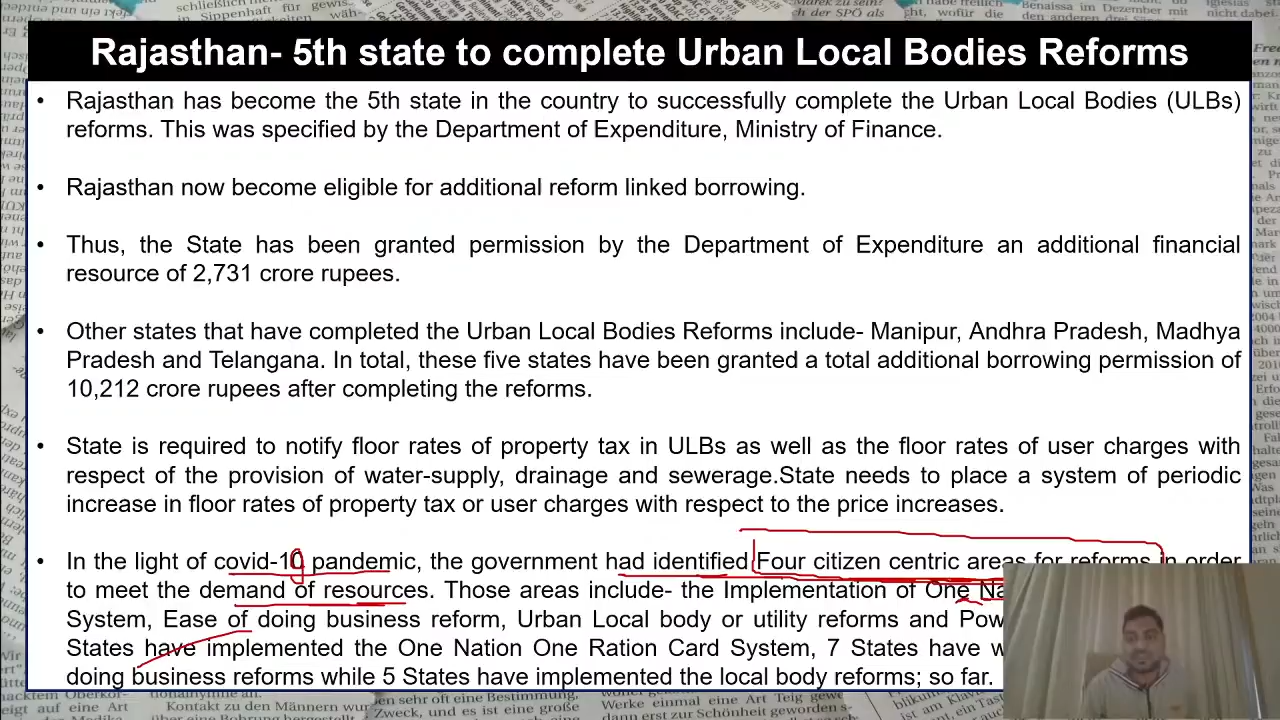 Rajasthan- 5th state to complete Urban Local Bodies Reforms
• Rajasthan has become the 5th state in the country to successfully complete the Urban Local Bodies (ULBs)
reforms. This was specified by the Department of Expenditure, Ministry of Finance.
• Rajasthan now become eligible for additional reform linked borrowing.
• Thus, the State has been granted permission by the Department of Expenditure an additional financial
resource of 2,731 crore rupees.
• Other states that have completed the Urban Local Bodies Reforms include- Manipur, Andhra Pradesh, Madhya
Pradesh and Telangana. In total, these five states have been granted a total additional borrowing permission of
10,212 crore rupees after completing the reforms.
• State is required to notify floor rates of property tax in ULBs as well as the floor rates of user charges with
respect of the provision of water-supply, drainage and sewerage.State needs to place a system of periodic
increase in floor rates of property tax or user charges with respect to the price increases.
• In the light of covid-19 pandemic, the government had identified Four citizen centric areas for reforms in order
to meet the demand of resources. Those areas include- the Implementation of One
System, Ease of doing business reform, Urban Local body or utility reforms and
States have implemented the One Nation One Ration Card System, 7 States have
doing business reforms while 5 States have implemented the local body reforms; so far.